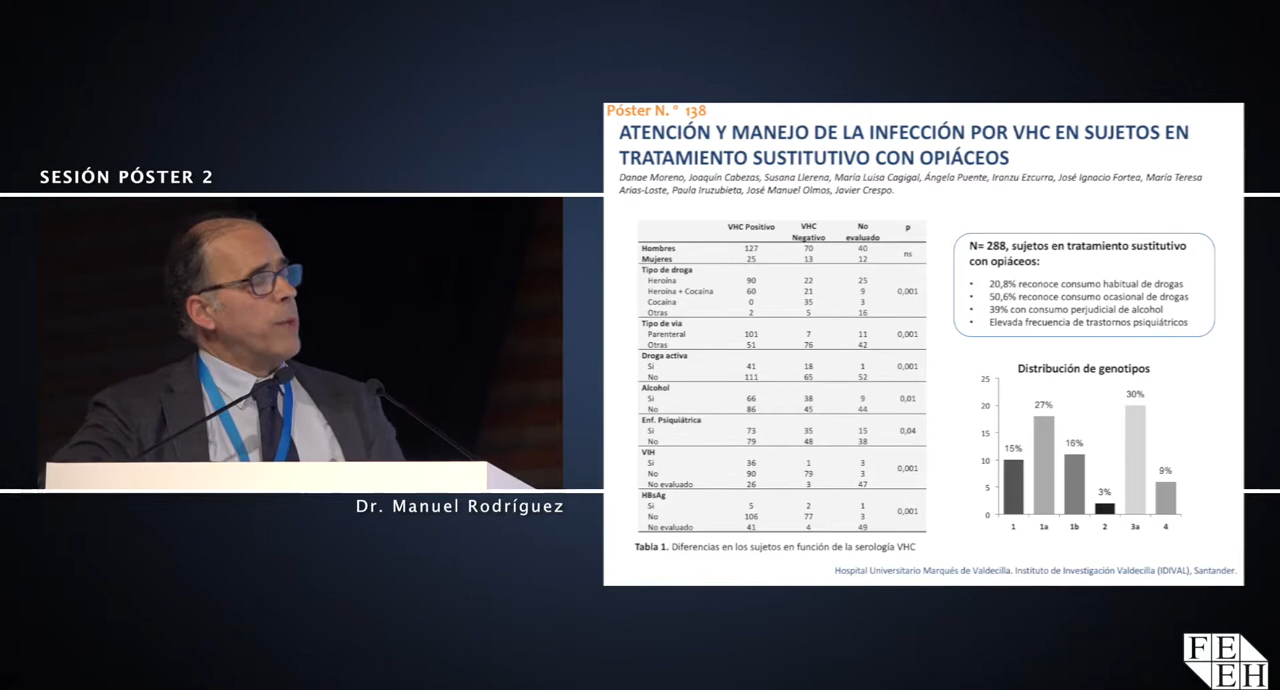 SESIÓN PÓSTER 2
Dr. Manuel Rodríguez
Póster N.° 138
ATENCIÓN Y MANEJO DE LA INFECCIÓN POR VHC EN SUJETOS EN
TRATAMIENTO SUSTITUTIVO CON OPIÁCEOS
Danae Moreno, Joaquín Cabezas, Susana Llerena, María Luisa Cagigal, Ángela Puente, Iranzu Ezcurra, José Ignacio Fortea, María Teresa
Arias-Loste, Paula Iruzubieta, José Manuel Olmos, Javier Crespo.
VHC Positivo VHC Negativo No evaluado p
Hombres 127 70 40 ns
Mujeres 25 13 12
Tipo de droga 0,001
Heroína 90 22 25
Heroína + Cocaína 60 21 9
Cocaína 0 35 3
Otras 2 5 16
Tipo de vía 0,001
Parenteral 101 7 11
Otras 51 76 42
Droga activa 0,001
Si 41 18 1
No 111 65 52
Alcohol 0,01
Si 66 38 9
No 86 45 44
Enf. Psiquiátrica 0,04
Si 73 35 15
No 79 48 38
VIH 0,001
Si 36 1 3
No 90 79 3
No evaluado 26 3 47
HBsAg 0,001
Si 5 2 1
No 106 77 3
No evaluado 41 4 49
Tabla 1. Diferencias en los sujetos en función de la serología VHC
N= 288, sujetos en tratamiento sustitutivo
con opiáceos:
• 20,8% reconoce consumo habitual de drogas
• 50,6% reconoce consumo ocasional de drogas
• 39% con consumo perjudicial de alcohol
• Elevada frecuencia de trastornos psiquiátricos
Distribución de genotipos
25
20
15
10
5
0
15% 27% 16% 3% 30% 9%
1 1a 1b 2 3a 4
Hospital Universitario Marqués de Valdecilla. Instituto de Investigación Valdecilla (IDIVAL), Santander.
FE
EH